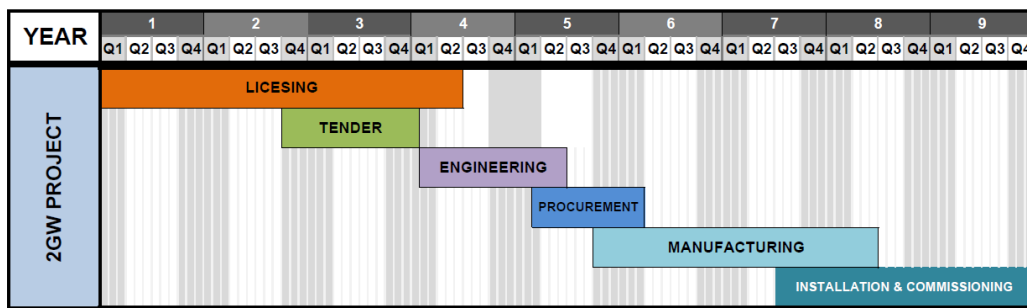 YEAR
1 2 3 4 5 6 7 8 9
Q1 Q2 Q3 Q4 Q1 Q2 Q3 Q4 Q1 Q2 Q3 Q4 Q1 Q2 Q3 Q4 Q1 Q2 Q3 Q4 Q1 Q2 Q3 Q4 Q1 Q2 Q3 Q4 Q1 Q2 Q3 Q4 Q1 Q2 Q3 Q4
2GW PROJECT
LICESING
TENDER
ENGINEERING
PROCUREMENT
MANUFACTURING
INSTALLATION & COMMISSIONING